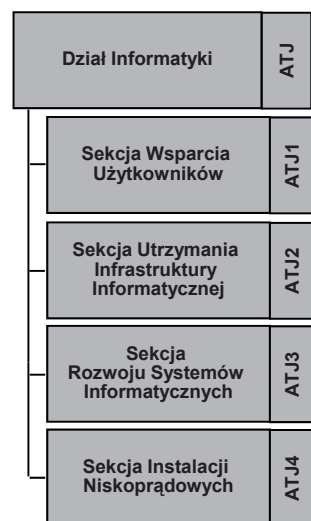 Dział Informatyki
ATJ
Sekcja Wsparcia
Użytkowników
ATJ1
Sekcja Utrzymania
Infrastruktury
Informatycznej
ATJ2
Sekcja
Rozwoju Systemów
Informatycznych
ATJ3
Sekcja Instalacji
Niskoprądowych
ATJ4